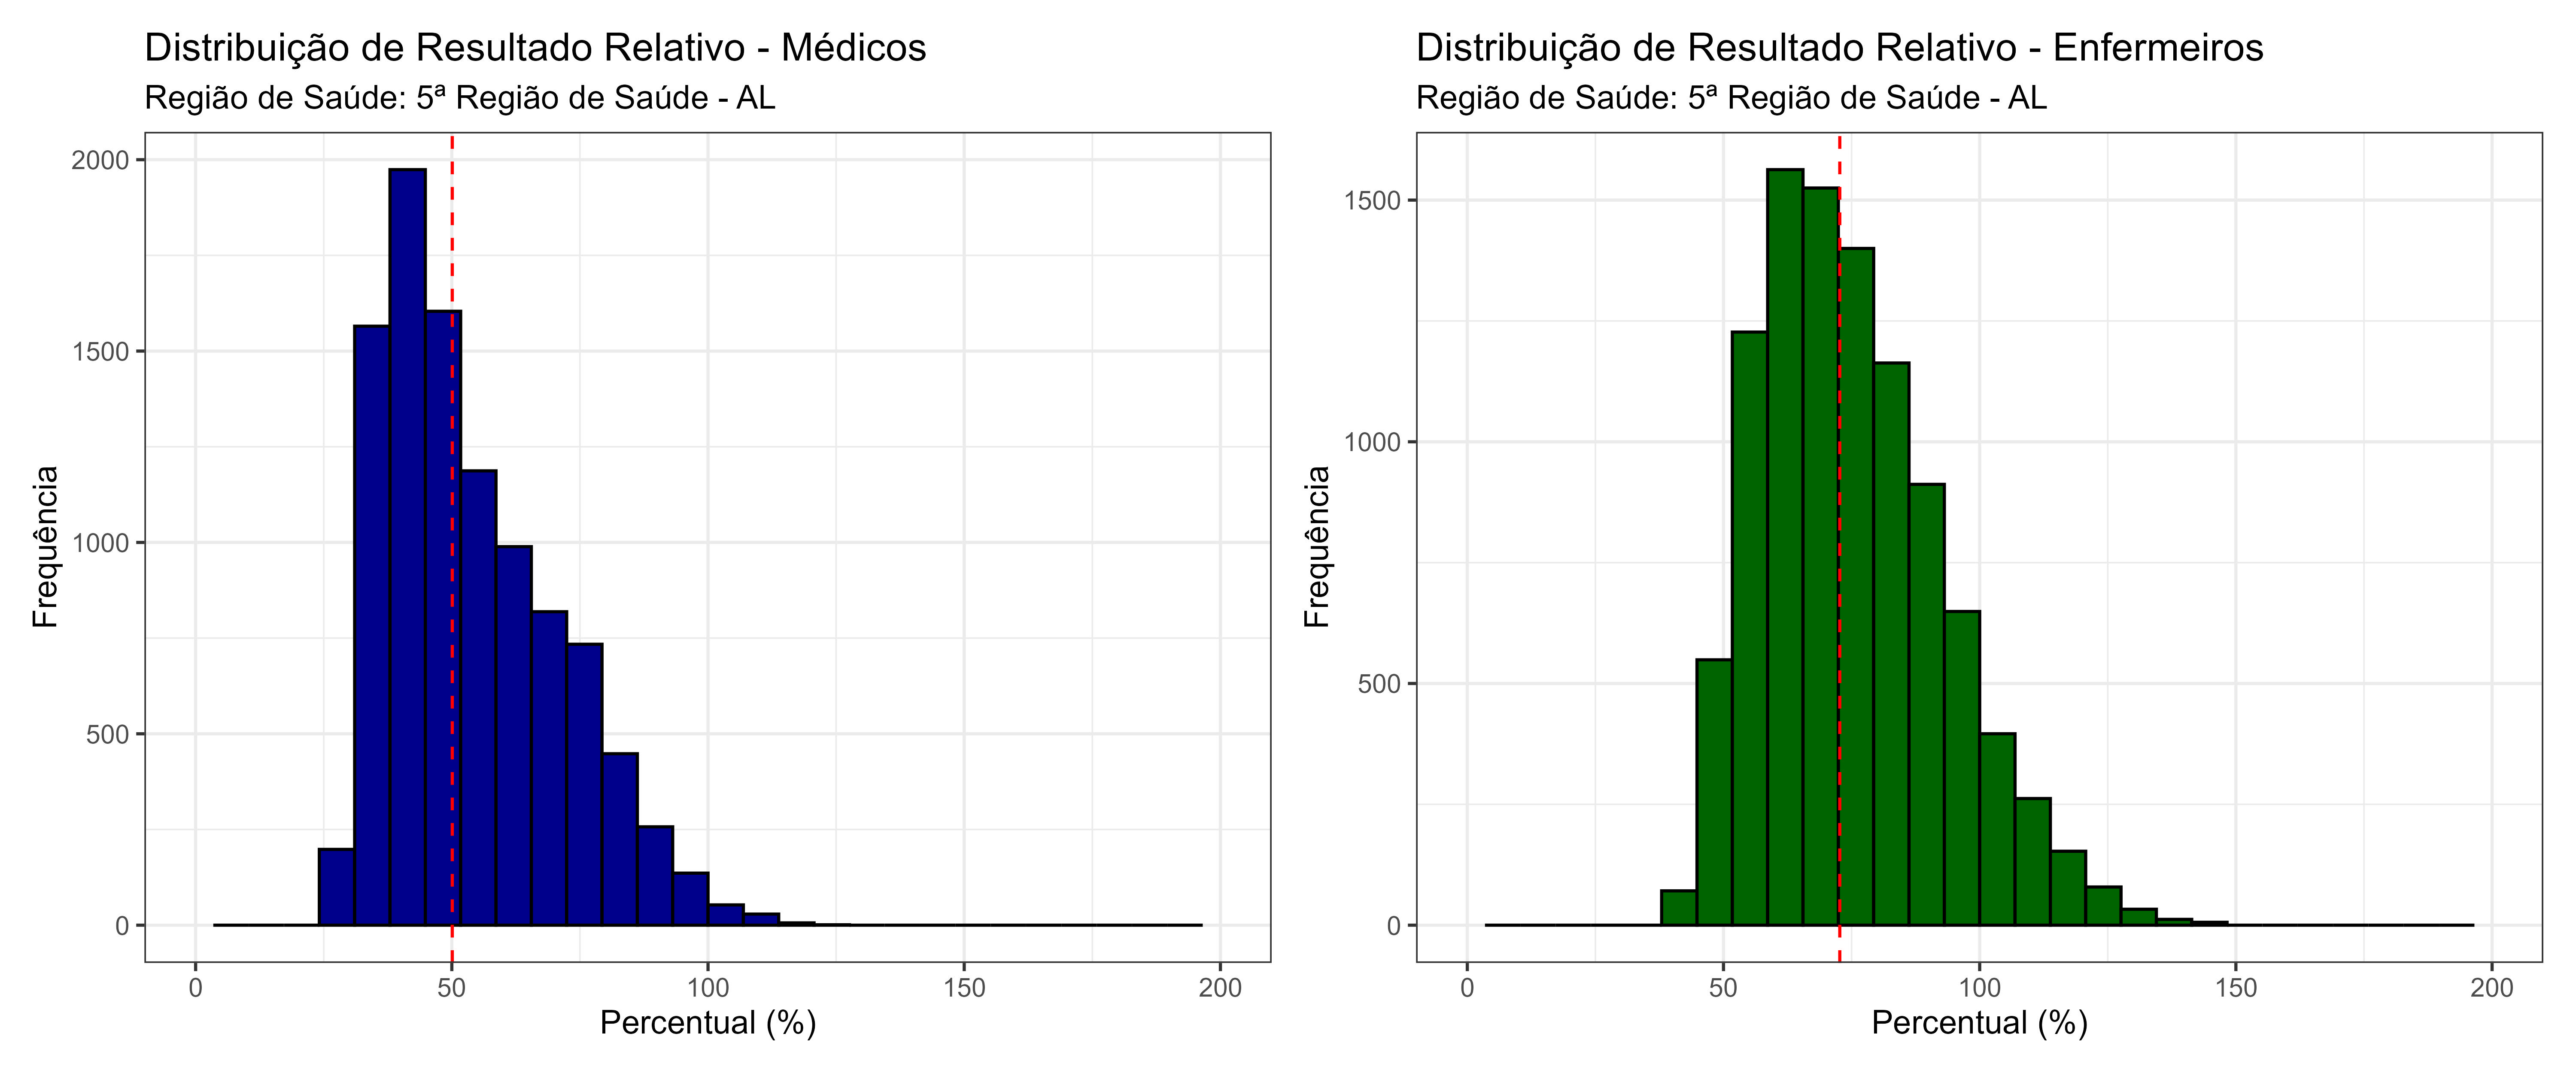 Distribuição de Resultado Relativo - Médicos
Região de Saúde: 5ª Região de Saúde - AL
2000
1500
1000
500
0
Frequência
0 50 100 150 200
Percentual (%)
Distribuição de Resultado Relativo - Enfermeiros
Região de Saúde: 5ª Região de Saúde - AL
1500
1000
500
0
Frequência
0 50 100 150 200
Percentual (%)